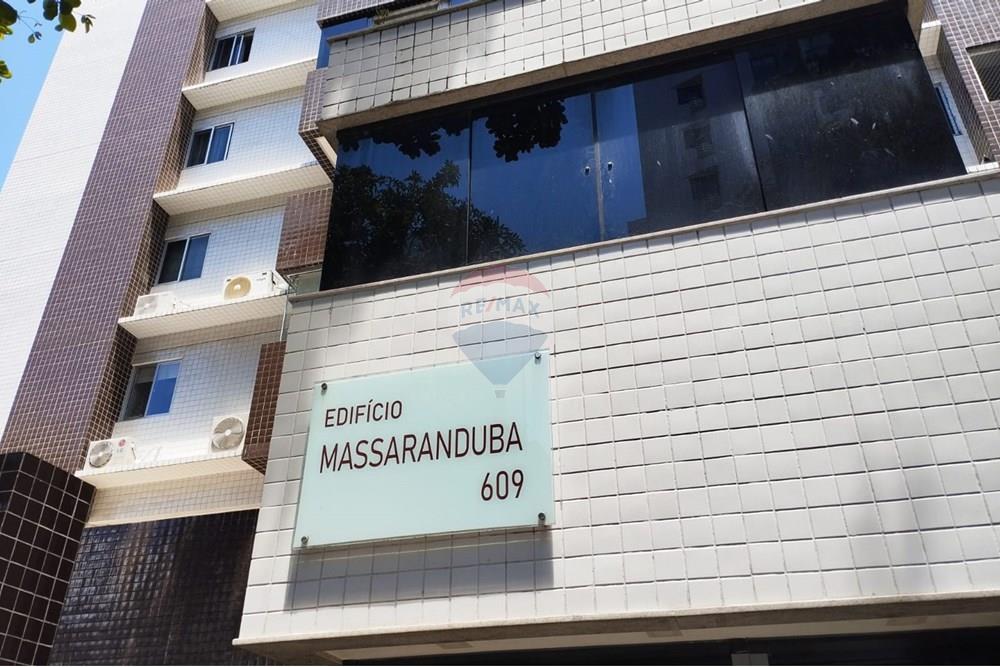 RE/MAX
EDIFÍCIO
MASSARANDUBA
609